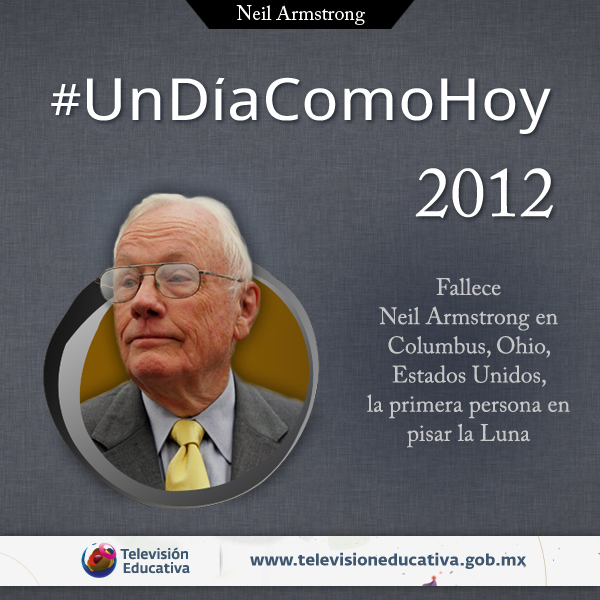 Neil Armstrong
#UnDíaComoHoy
2012
Fallece
Neil Armstrong en
Columbus, Ohio,
Estados Unidos,
la primera persona en
pisar la Luna
Televisión
Educativa
www.televisioneducativa.gob.mx